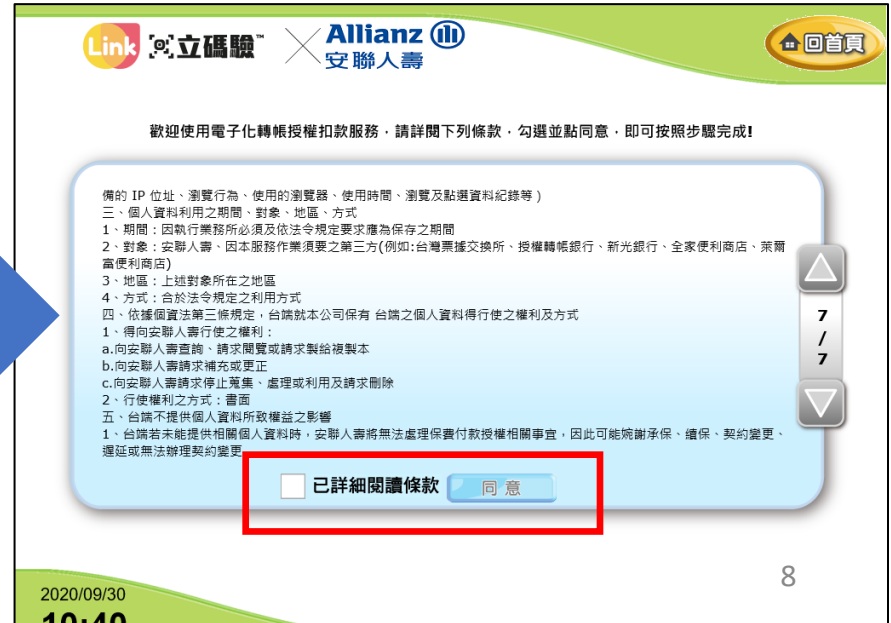 Link 立碼驗™
Allianz
安聯人壽
回首頁
歡迎使用電子化轉帳授權扣款服務，請詳閱下列條款，勾選並點同意，即可按照步驟完成!
備的 IP 位址、瀏覽行為、使用的瀏覽器、使用時間、瀏覽及點選資料紀錄等)
三、個人資料利用之期間、對象、地區、方式
1、期間：因執行業務所必須及依法令規定要求應為保存之期間
2、對象：安聯人壽、因本服務作業須要之第三方(例如:台灣票據交換所、授權轉帳銀行、新光銀行、全家便利商店、萊爾
富便利商店)
3、地區：上述對象所在之地區
4、方式：合於法令規定之利用方式
四、依據個資法第三條規定，台端就本公司保有 台端之個人資料得行使之權利及方式
1、得向安聯人壽行使之權利：
a.向安聯人壽查詢、請求閱覽或請求製給複製本
b.向安聯人壽請求補充或更正
c.向安聯人壽請求停止蒐集、處理或利用及請求刪除
2、行使權利之方式：書面
五、台端不提供個人資料所致權益之影響
1、台端若未能提供相關個人資料時，安聯人壽將無法處理保費付款授權相關事宜，因此可能婉謝承保、續保、契約變更、
遲延或無法辦理契約變更
7
/
7
已詳細閱讀條款 同意
8
2020/09/30
10:40